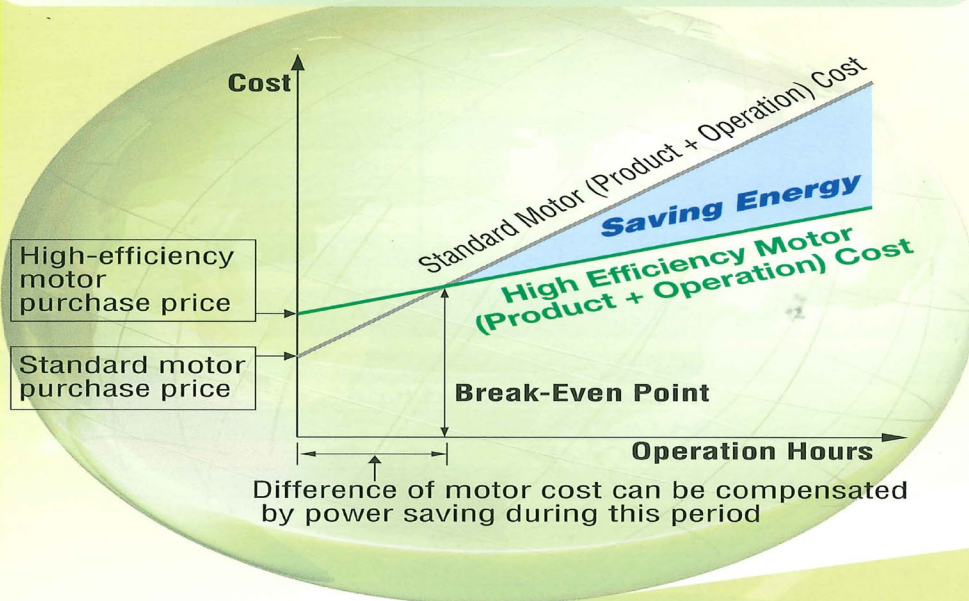 Cost
Standard Motor (Product + Operation) Cost
Saving Energy
High Efficiency Motor
(Product + Operation) Cost
High-efficiency
motor
purchase price
Standard motor
purchase price
Break-Even Point
Operation Hours
Difference of motor cost can be compensated
by power saving during this period